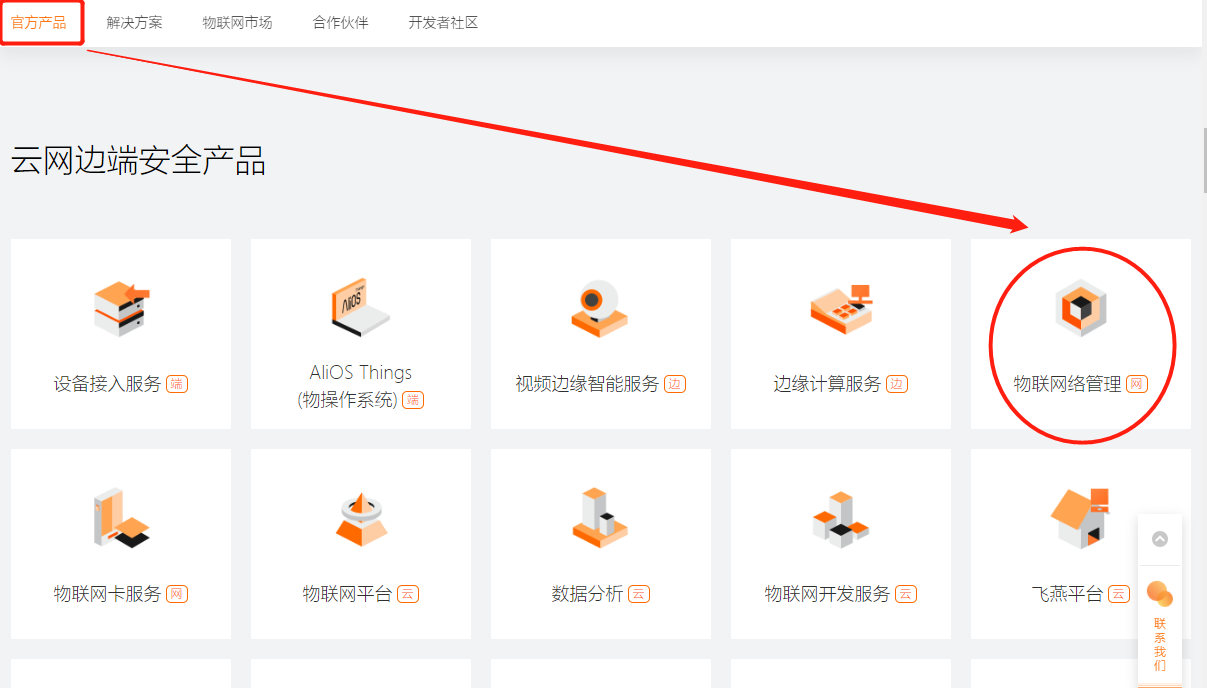 官方产品 解决方案 物联网市场 合作伙伴 开发者社区
云网边端安全产品
AliOS
设备接入服务 端
AliOS Things
(物操作系统) 端
视频边缘智能服务 边
边缘计算服务 边
物联网络管理 网
物联网卡服务 网
物联网平台 云
数据分析 云
物联网开发服务 云
飞燕平台 云
联
系
我
们